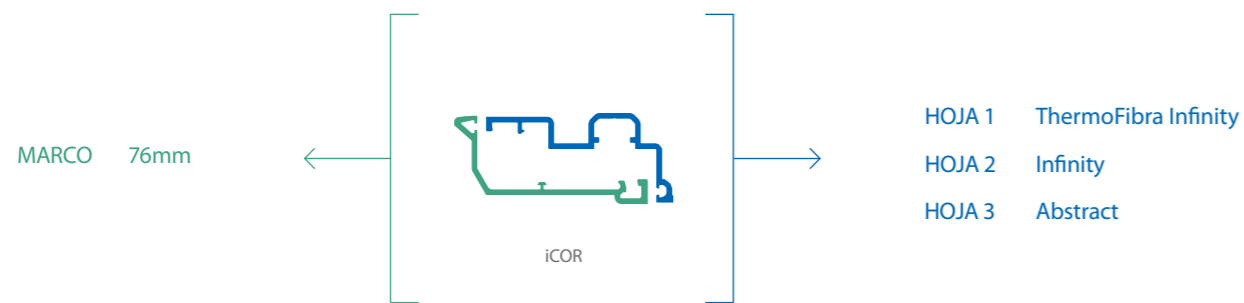 MARCO 76mm
iCOR
HOJA 1 ThermoFibra Infinity
HOJA 2 Infinity
HOJA 3 Abstract